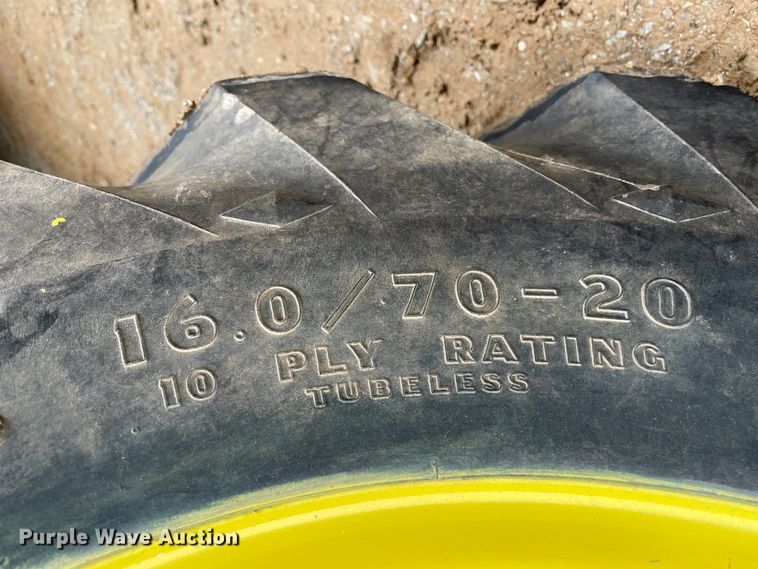 16.0/70-20
10 PLY RATING
TUBELESS
Purple Wave Auction